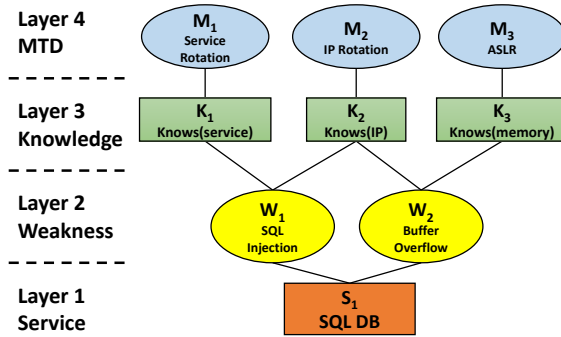 Layer 4
MTD
M₁
Service
Rotation
M₂
IP Rotation
M₃
ASLR
Layer 3
Knowledge
K₁
Knows(service)
K₂
Knows(IP)
K₃
Knows(memory)
Layer 2
Weakness
W₁
SQL
Injection
W₂
Buffer
Overflow
Layer 1
Service
S₁
SQL DB